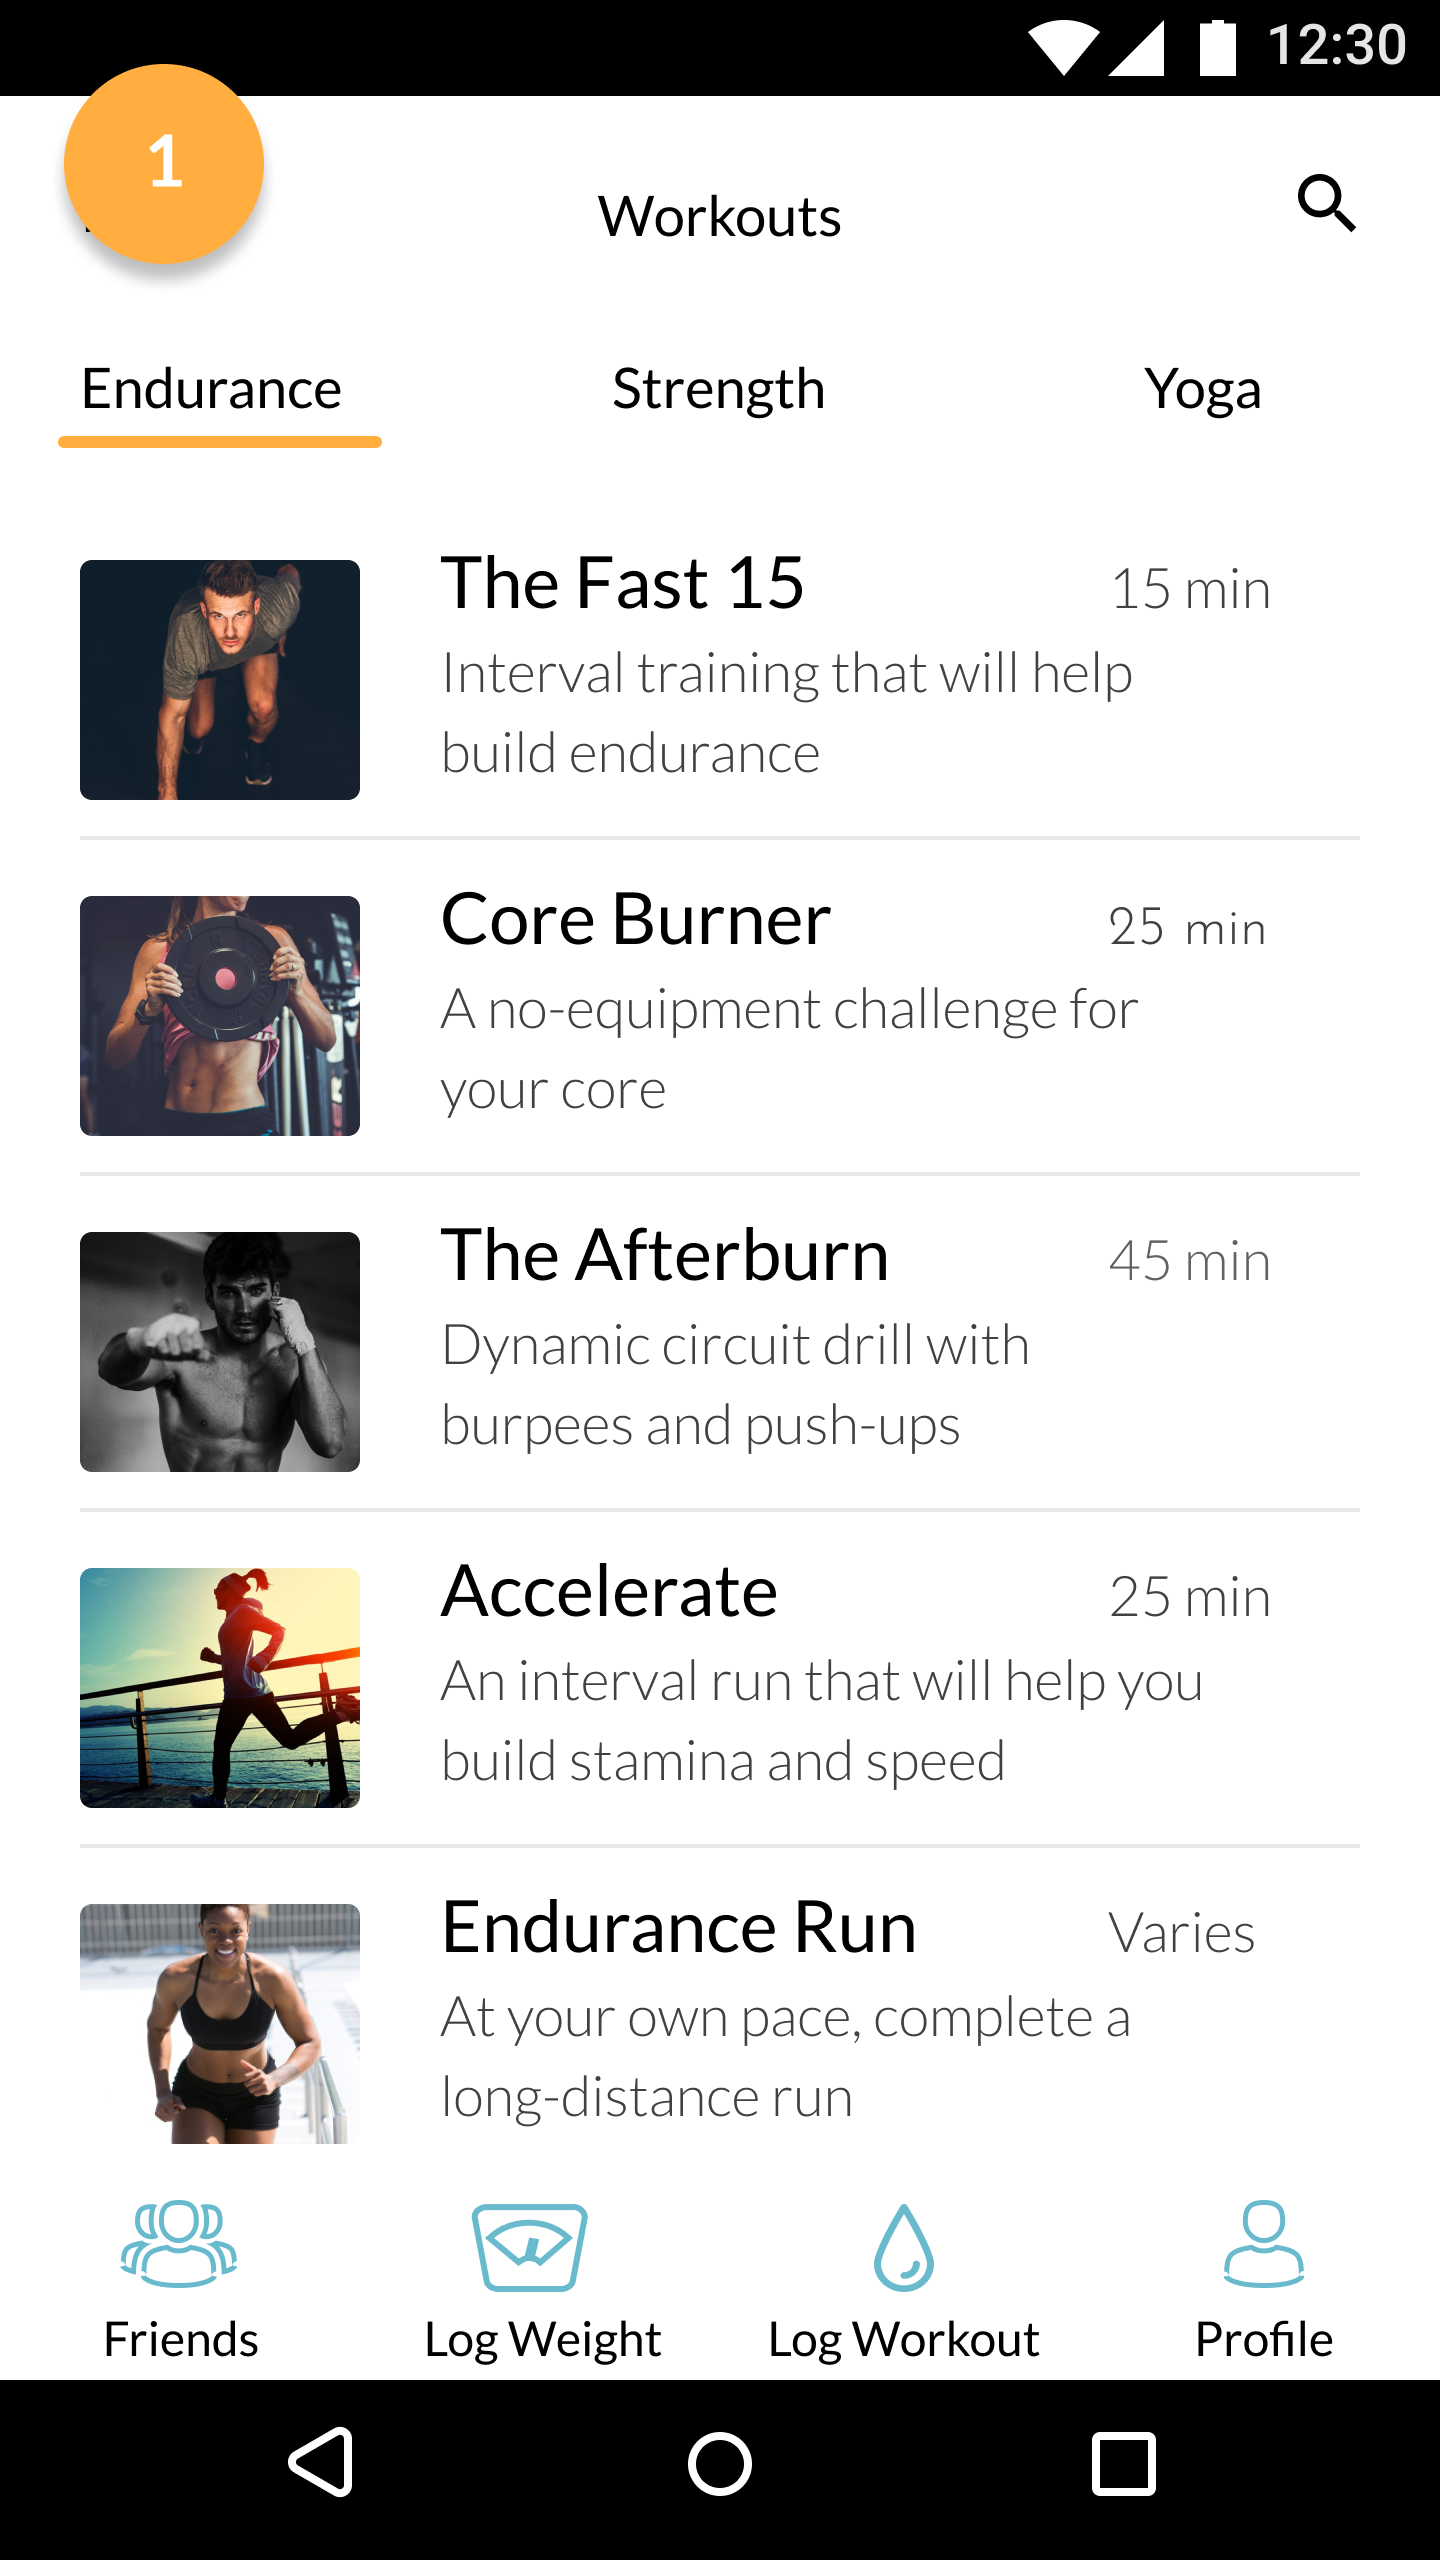 12:30
1
Workouts
Endurance Strength Yoga
The Fast 15 15 min
Interval training that will help
build endurance
Core Burner 25 min
A no-equipment challenge for
your core
The Afterburn 45 min
Dynamic circuit drill with
burpees and push-ups
Accelerate 25 min
An interval run that will help you
build stamina and speed
Endurance Run Varies
At your own pace, complete a
long-distance run
Friends Log Weight Log Workout Profile